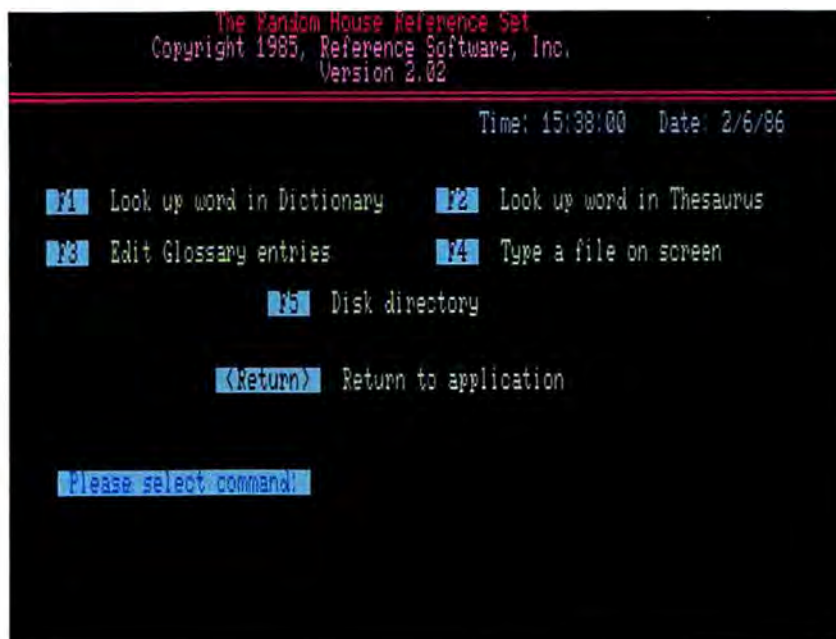 The Random House Reference Set
Copyright 1985, Reference Software, Inc.
Version 2.02
Time: 15:38:00 Date: 2/6/86
F1 Look up word in Dictionary F2 Look up word in Thesaurus
F3 Edit Glossary entries F4 Type a file on screen
F5 Disk directory
<Return> Return to application
Please select command: